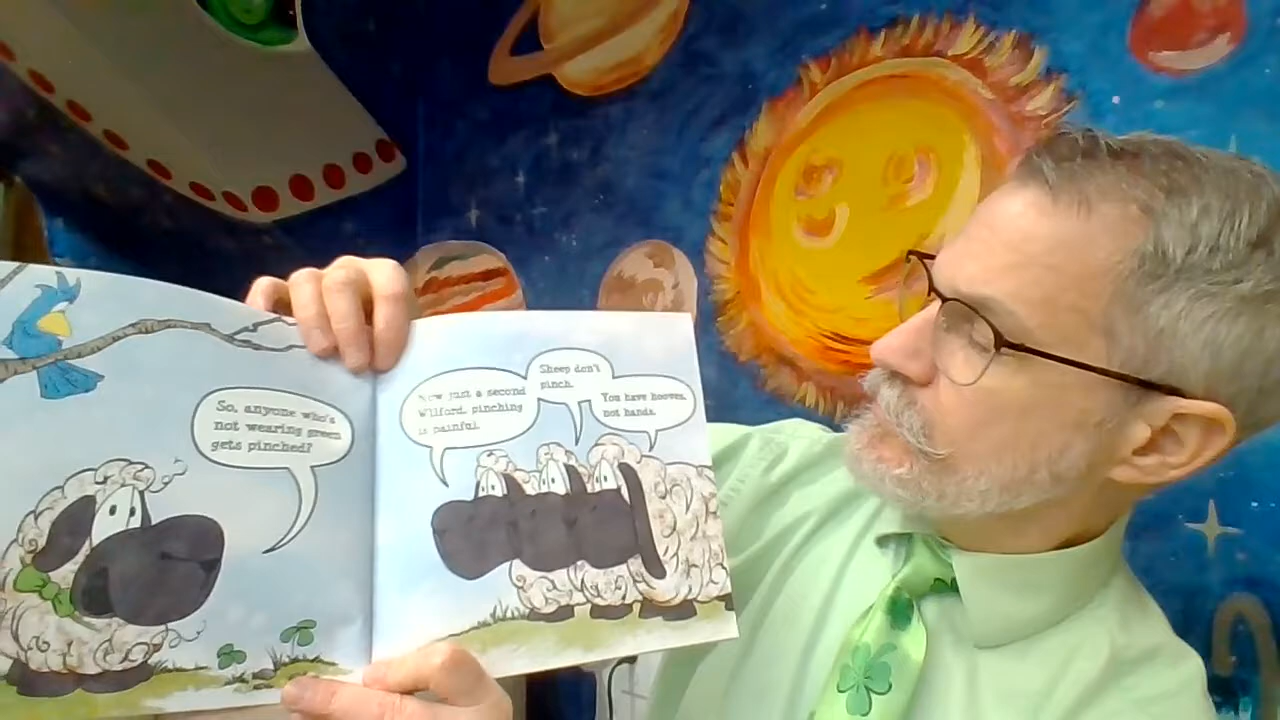 So, anyone who's
not wearing green
gets pinched?
Now just a second
Wilford, pinching
is painful.
Sheep don't
pinch.
You have hooves,
not hands.